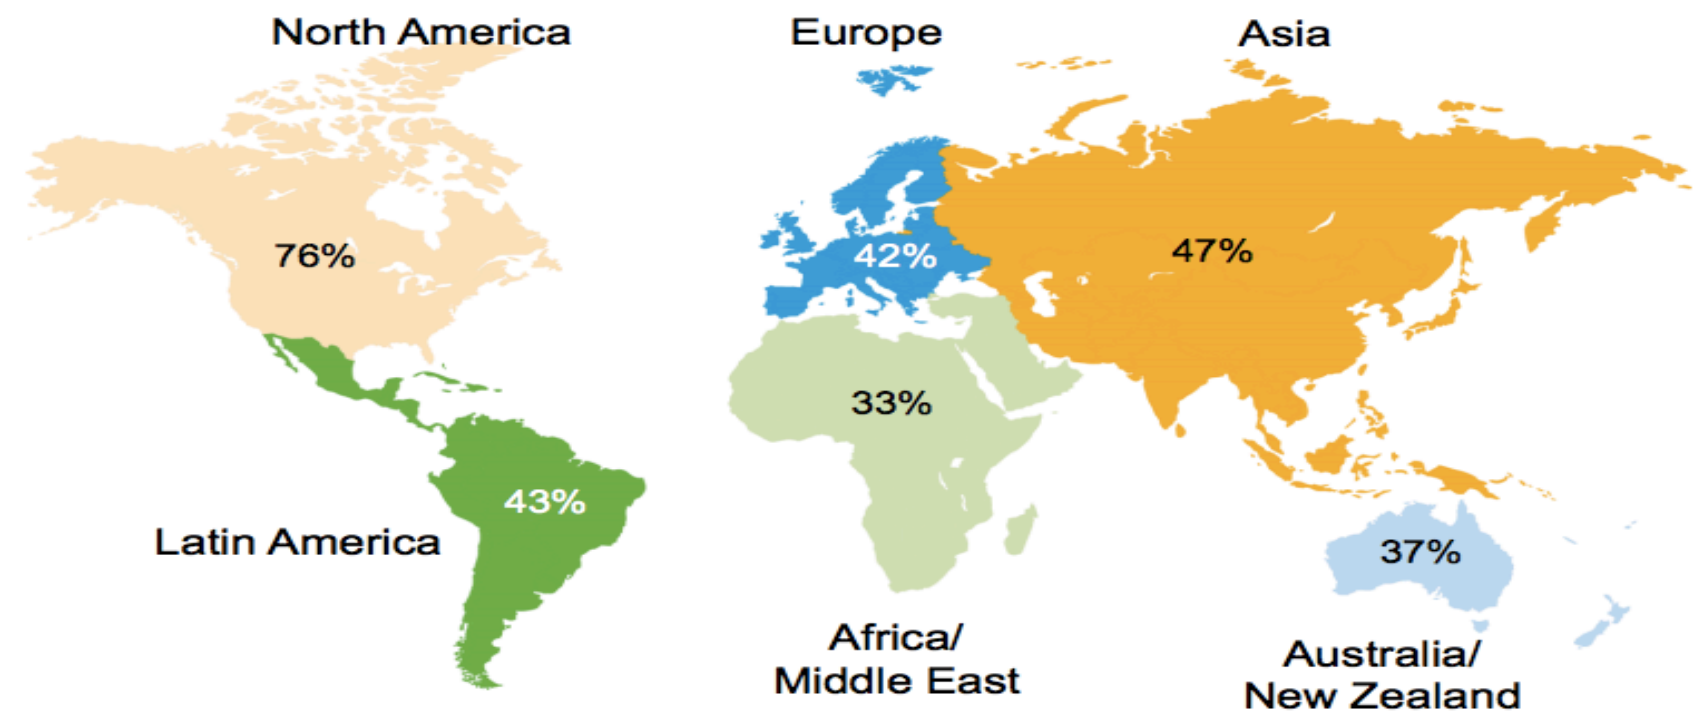 North America
Europe
Asia
76%
42%
47%
33%
43%
Latin America
37%
Africa/
Middle East
Australia/
New Zealand